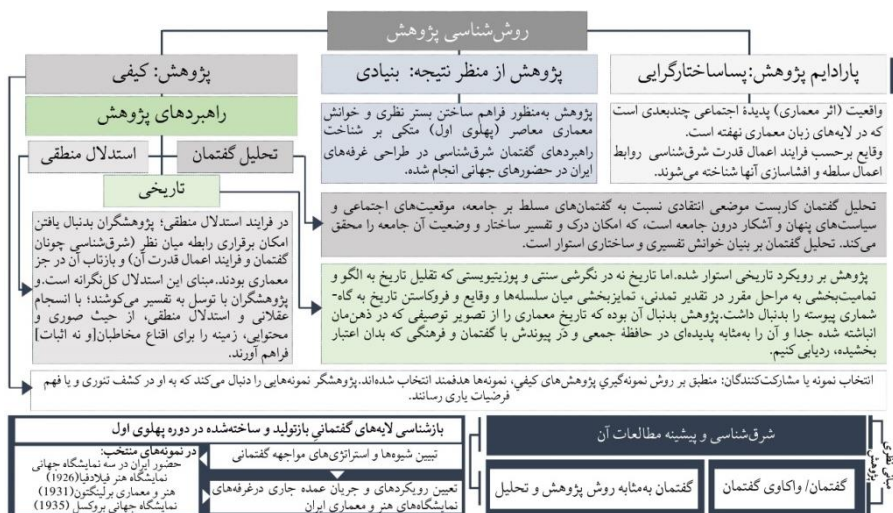 روش‌شناسی پژوهش
پارادایم پژوهش: پساساختارگرایی
واقعیت (اثر معماری) پدیدهٔ اجتماعی چندبعدی است
که در لایه‌های زبان معماری نهفته است.
وقایع برحسب فرایند اعمال قدرت شرق‌شناسی روابط
اعمال سلطه و افشاسازی آنها شناخته می‌شوند.
پژوهش از منظر نتیجه: بنیادی
پژوهش به‌منظور فراهم ساختن بستر نظری و خوانش
معماری معاصر (پهلوی اول) متکی بر شناخت
راهبردهای گفتمان شرق‌شناسی در طراحی غرفه‌های
ایران در حضورهای جهانی انجام شده.
پژوهش: کیفی
راهبردهای پژوهش
تحلیل گفتمان
استدلال منطقی
تاریخی
تحلیل گفتمان کاربست موضعی انتقادی نسبت به گفتمان‌های مسلط بر جامعه، موقعیت‌های اجتماعی و
سیاست‌های پنهان و آشکار درون جامعه است، که امکان درک و تفسیر ساختار و وضعیت آن جامعه را محقق
می‌کند. تحلیل گفتمان بر بنیان خوانش تفسیری و ساختاری استوار است.
پژوهش بر رویکرد تاریخی استوار شده.اما تاریخ نه در نگرشی سنتی و پوزیتیویستی که تقلیل تاریخ به الگو و
تمامیت‌بخشی به مراحل مقرر در تقدیر تمدنی، تمایزبخشی میان سلسله‌ها و وقایع و فروکاستن تاریخ به گاه-
شماری پیوسته را بدنبال داشت.پژوهش بدنبال آن بوده که تاریخ معماری را از تصویر توصیفی که در ذهن‌مان
انباشته شده جدا و آن را به‌مثابه پدیده‌ای در حافظهٔ جمعی و در پیوندش با گفتمان و فرهنگی که بدان اعتبار
بخشیده، ردیابی کنیم.
در فرایند استدلال منطقی؛ پژوهشگران بدنبال یافتن
امکان برقراری رابطه میان نظر (شرق‌شناسی چونان
گفتمان و فرایند اعمال قدرت آن) و بازتاب آن در جز
معماری بودند. مبنای این استدلال کل‌نگرانه است.و
پژوهشگران با توسل به تفسیر می‌کوشند؛ با انسجام
عقلانی و استدلال منطقی، از حیث صوری و
محتوایی، زمینه را برای اقناع مخاطبان[و نه اثبات]
فراهم آورند.
انتخاب نمونه یا مشارکت‌کنندگان: منطبق بر روش نمونه‌گیري پژوهش‌های کیفي، نمونه‌ها هدفمند انتخاب شده‌اند.پژوهشگر نمونه‌هایی را دنبال می‌کند که به او در کشف تئوری و یا فهم
فرضیات یاری رسانند.
مبانی نظری
پژوهش
شرق‌شناسی و پیشینه مطالعات آن
گفتمان/ واکاوی گفتمان
گفتمان به‌مثابه روش پژوهش و تحلیل
بازشناسی لایه‌های گفتمانیِ بازتولید و ساخته‌شده در دوره پهلوی اول
تبیین شیوه‌ها و استراتژی‌های مواجهه گفتمانی
تعیین رویکردهای و جریان عمده جاری درغرفه‌های
نمایشگاه‌های هنر و معماری ایران
در نمونه‌های منتخب:
حضور ایران در سه نمایشگاه جهانی
نمایشگاه هنر فیلادفیا(1926)
هنر و معماری برلینگتون(1931)
نمایشگاه جهانی بروکسل (1935)